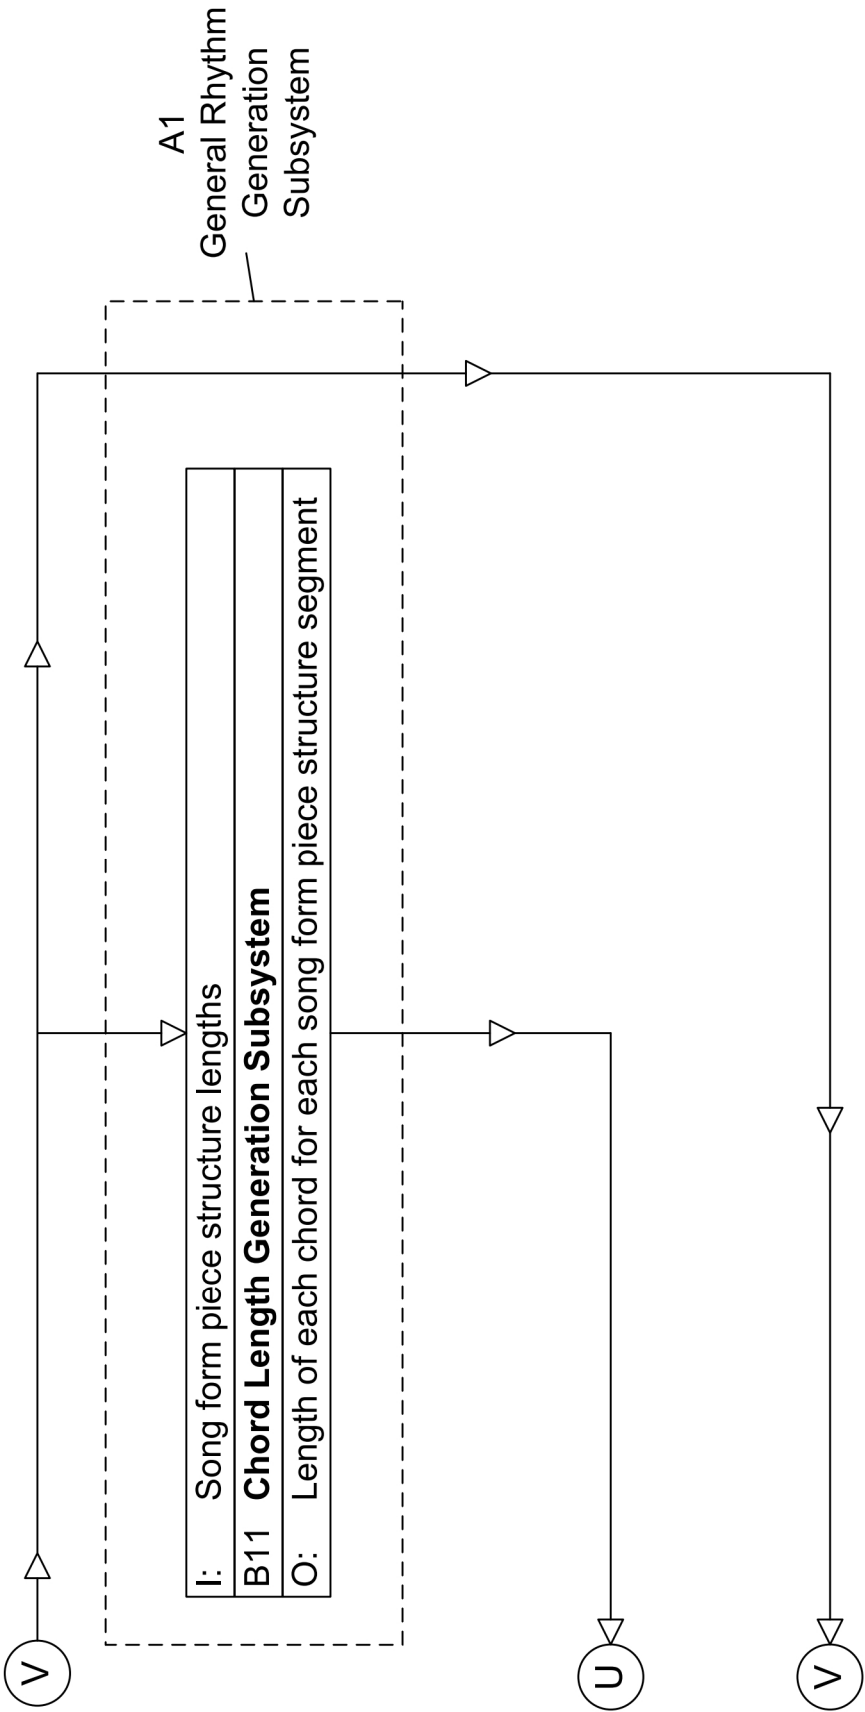 V
A1
General Rhythm
Generation
Subsystem
I: Song form piece structure lengths
B11 Chord Length Generation Subsystem
O: Length of each chord for each song form piece structure segment
U
V